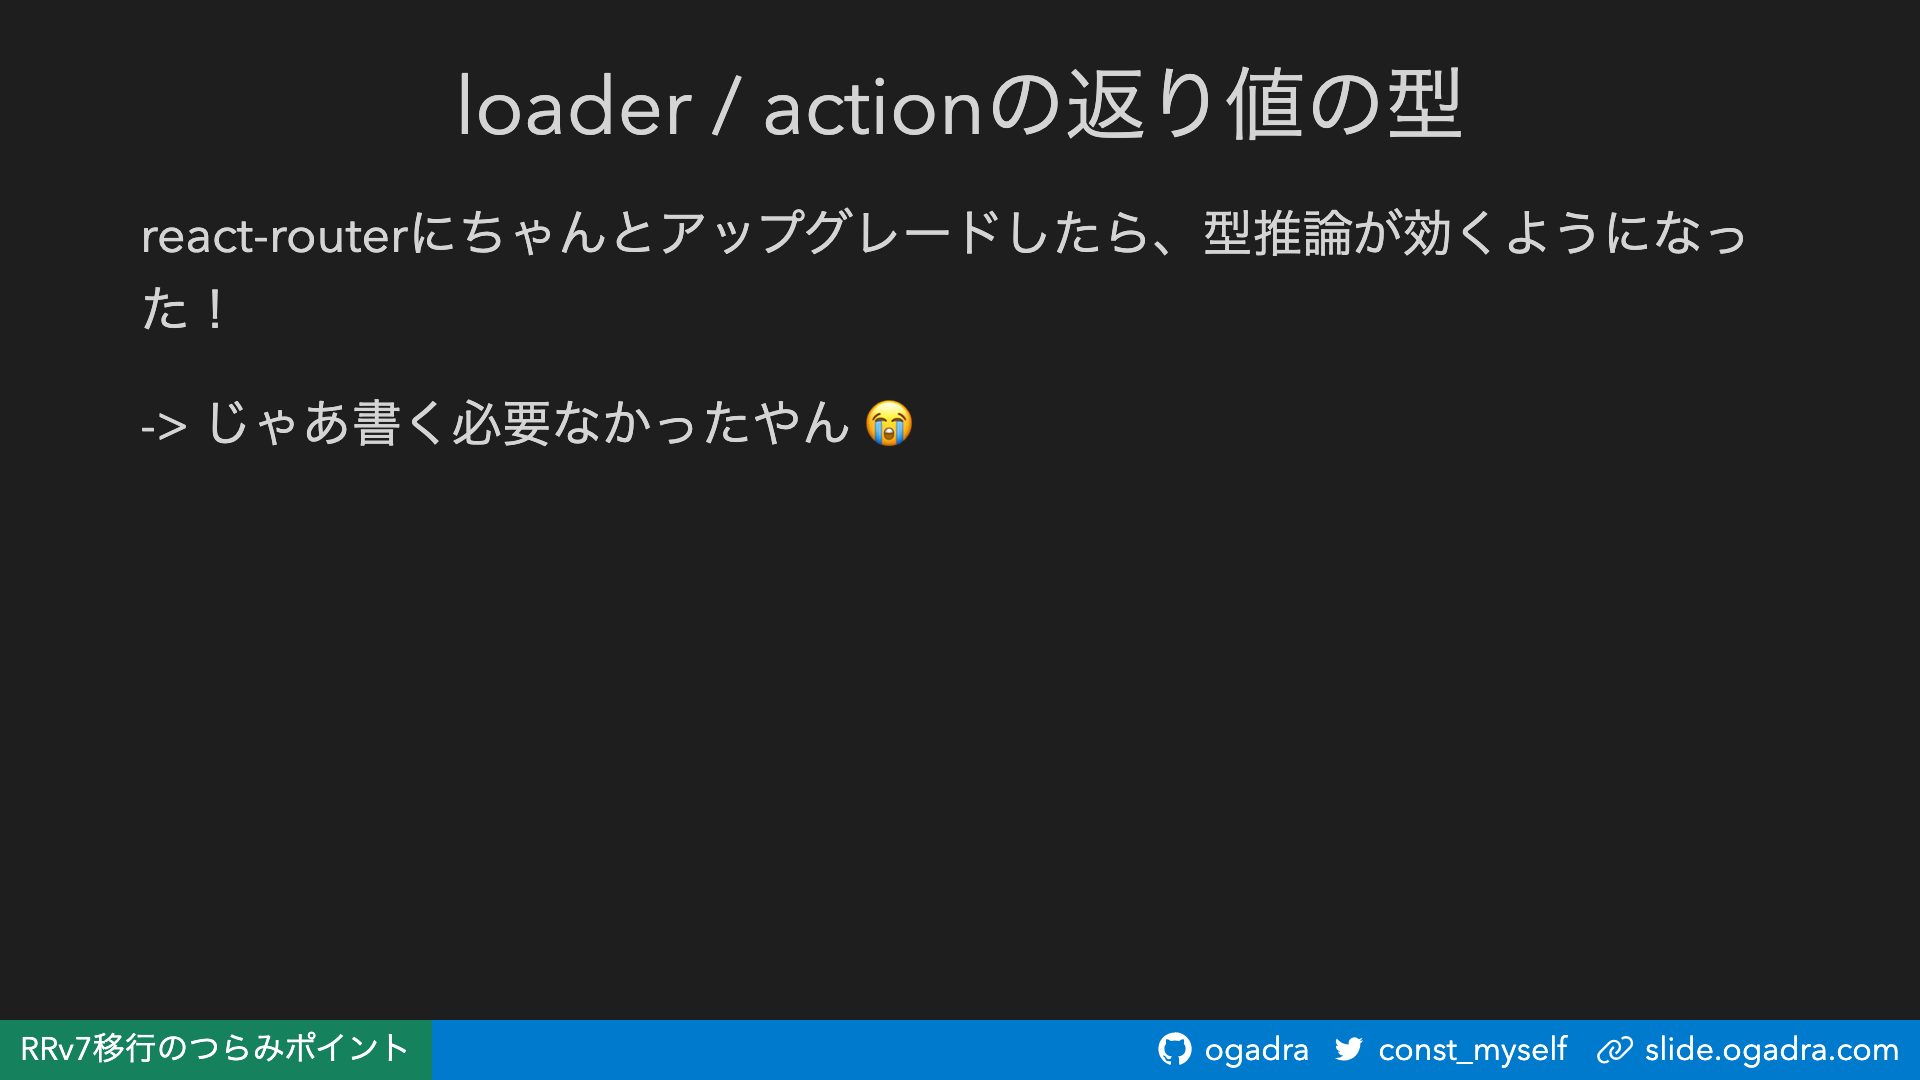 loader / actionの返り値の型
react-routerにちゃんとアップグレードしたら、型推論が効くようになっ
た！
-> じゃあ書く必要なかったやん 😭
RRv7移行のつらみポイント
ogadra
const_myself
slide.ogadra.com